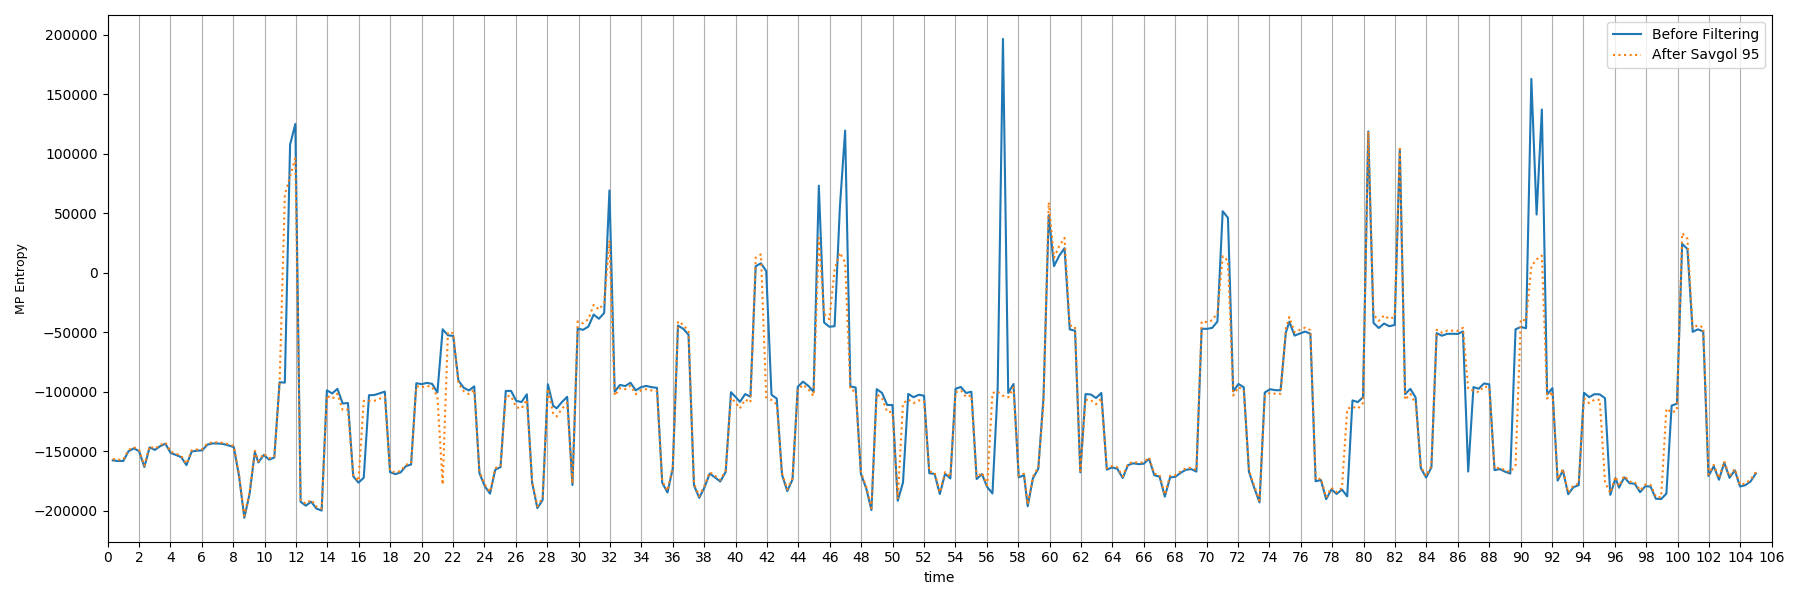 Before Filtering
After Savgol 95
MP Entropy
200000
150000
100000
50000
0
−50000
−100000
−150000
−200000
0 2 4 6 8 10 12 14 16 18 20 22 24 26 28 30 32 34 36 38 40 42 44 46 48 50 52 54 56 58 60 62 64 66 68 70 72 74 76 78 80 82 84 86 88 90 92 94 96 98 100 102 104 106
time